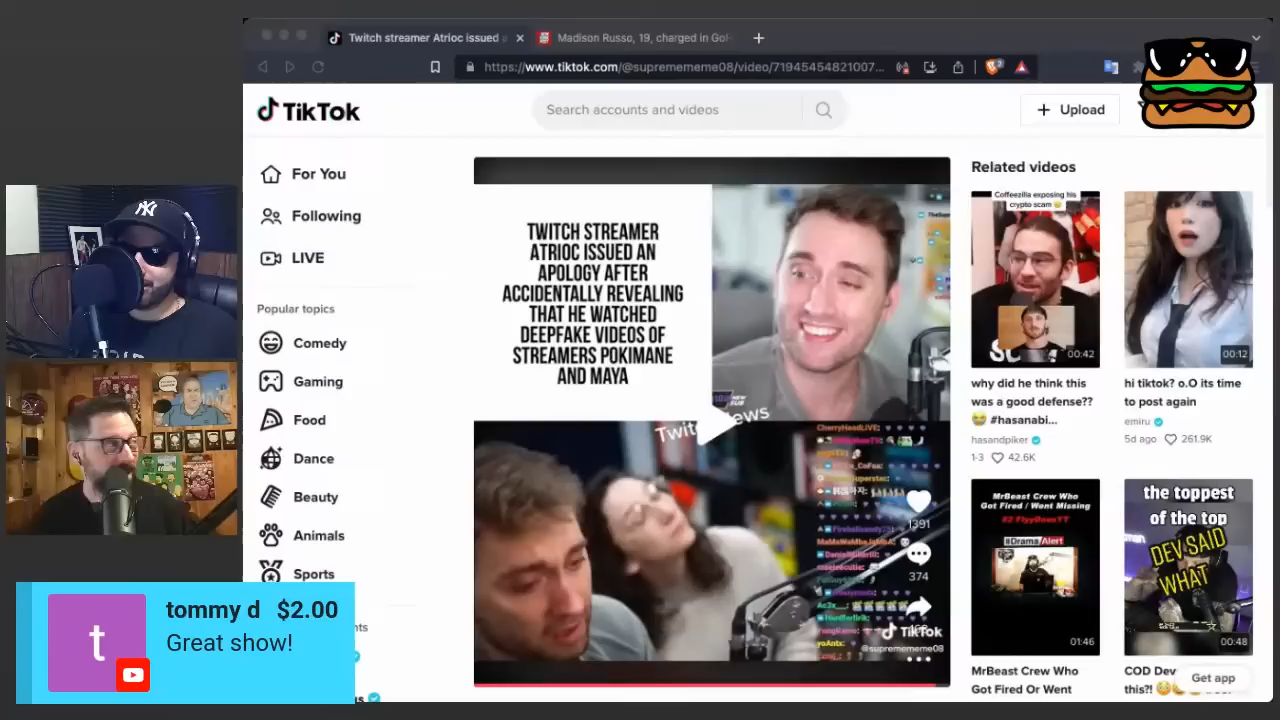 Twitch streamer Atrioc issued
Madison Russo, 19, charged in Go
https://www.tiktok.com/@suprememe08/video/71945454821007...
TikTok
Search accounts and videos
Upload
For You
Following
LIVE
Popular topics
Comedy
Gaming
Food
Dance
Beauty
Animals
Sports
TWITCH STREAMER
ATRIOC ISSUED AN
APOLOGY AFTER
ACCIDENTALLY REVEALING
THAT HE WATCHED
DEEPFAKE VIDEOS OF
STREAMERS POKIMANE
AND MAYA
CherryHeadLIVE
1391
374
TikTok
@suprememe08
Related videos
Coffeezilla exposing his
crypto scam
00:42
why did he think this
was a good defense??
#hasanabi...
hasandpiker
1-3 42.6K
00:12
hi tiktok? o.O its time
to post again
emiru
5d ago 261.9K
MrBeast Crew Who
Got Fired / Went Missing
#2 FlyyDoesYT
#Drama/Alert
01:46
MrBeast Crew Who
Got Fired Or Went
the toppest
of the top
DEV SAID
WHAT
00:48
COD Dev
this?!
Get app
tommy d $2.00
Great show!
t